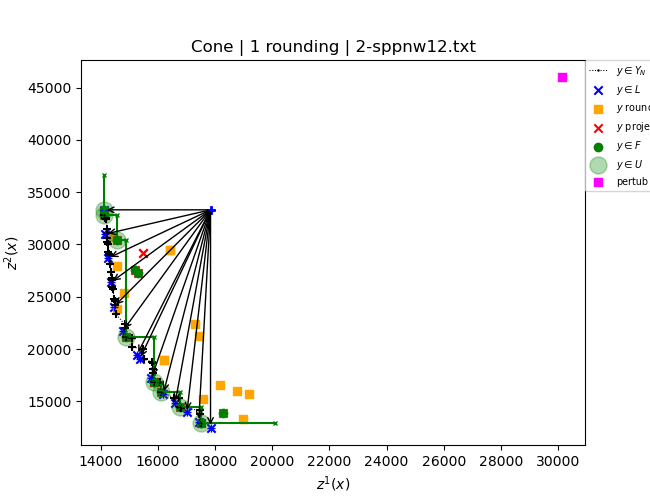 Cone | 1 rounding | 2-sppnw12.txt
45000
40000
35000
30000
25000
20000
15000
z²(x)
14000 16000 18000 20000 22000 24000 26000 28000 30000
z¹(x)
y ∈ Y_N
y ∈ L
y roun
y proje
y ∈ F
y ∈ U
pertub